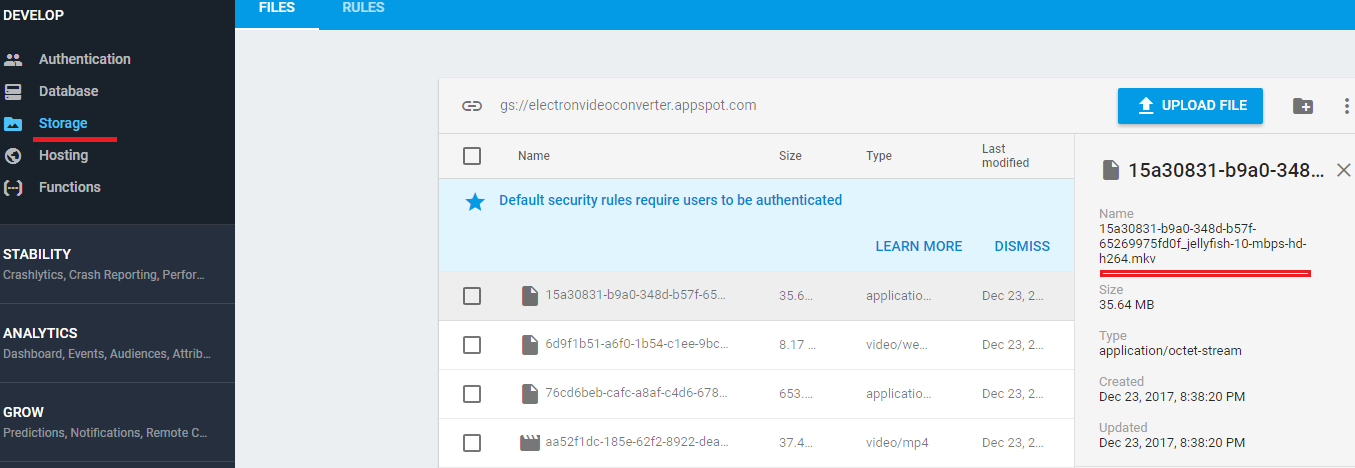 DEVELOP
Authentication
Database
Storage
Hosting
Functions
STABILITY
Crashlytics, Crash Reporting, Perfor...
ANALYTICS
Dashboard, Events, Audiences, Attrib...
GROW
Predictions, Notifications, Remote C...
FILES RULES
gs://electronvideoconverter.appspot.com
UPLOAD FILE
Name Size Type Last modified
Default security rules require users to be authenticated
LEARN MORE DISMISS
15a30831-b9a0-348d-b57f-65... 35.6... applicatio... Dec 23, 2...
6d9f1b51-a6f0-1b54-c1ee-9bc... 8.17 ... video/we... Dec 23, 2...
76cd6beb-cafc-a8af-c4d6-678... 653.... applicatio... Dec 23, 2...
aa52f1dc-185e-62f2-8922-dea... 37.4... video/mp4 Dec 23, 2...
15a30831-b9a0-348...
Name
15a30831-b9a0-348d-b57f-
65269975fd0f_jellyfish-10-mbps-hd-
h264.mkv
Size
35.64 MB
Type
application/octet-stream
Created
Dec 23, 2017, 8:38:20 PM
Updated
Dec 23, 2017, 8:38:20 PM